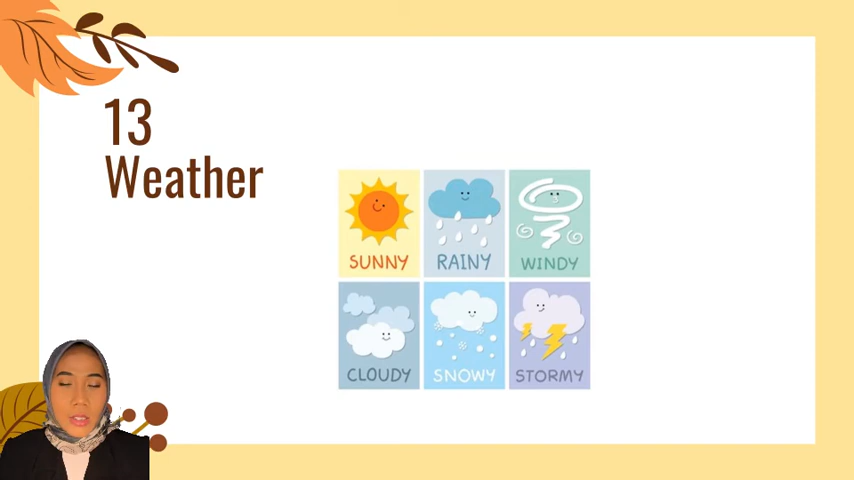 13
Weather
SUNNY
RAINY
WINDY
CLOUDY
SNOWY
STORMY